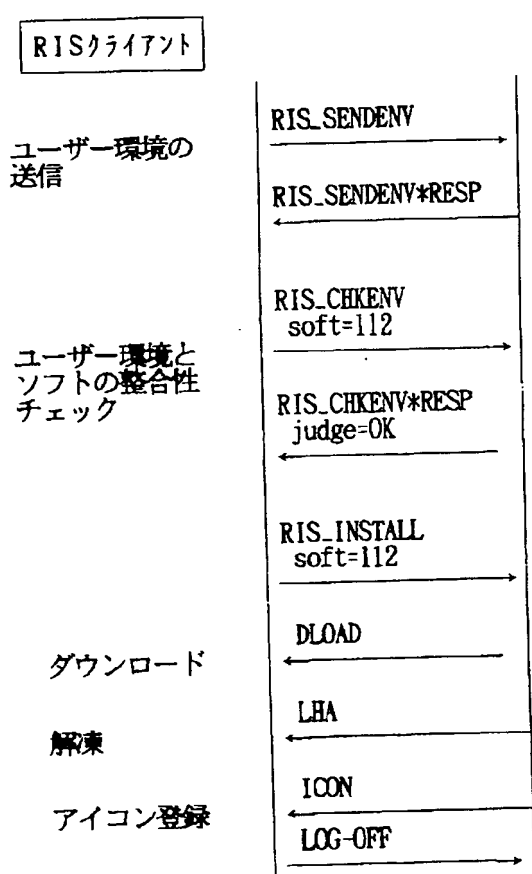 RISクライアント
RIS_SENDENV
ユーザー環境の
送信
RIS_SENDENV*RESP
RIS_CHKENV
soft=112
ユーザー環境と
ソフトの整合性
チェック
RIS_CHKENV*RESP
judge=OK
RIS_INSTALL
soft=112
DLOAD
ダウンロード
LHA
解凍
ICON
アイコン登録
LOG-OFF